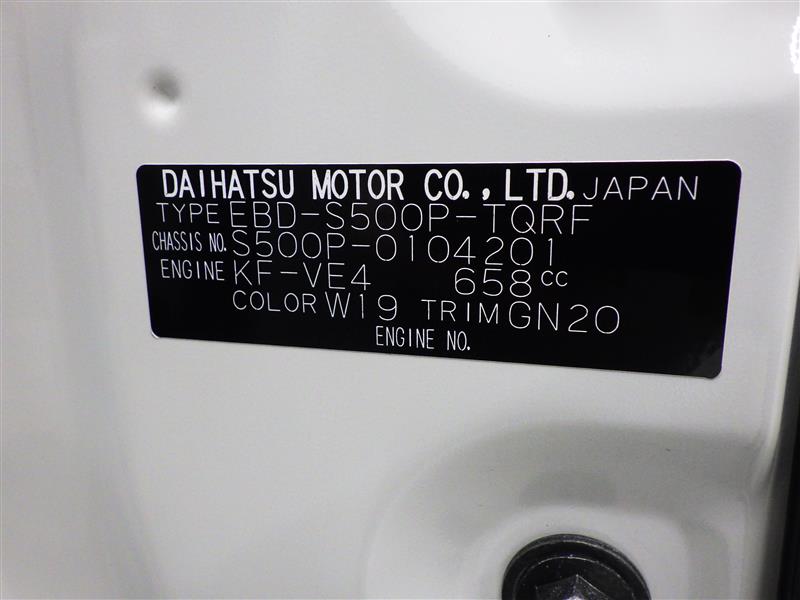 DAIHATSU MOTOR CO., LTD. JAPAN
TYPE EBD-S500P-TQRF
CHASSIS NO. S500P-0104201
ENGINE KF-VE4 658cc
COLOR W19 TRIM GN20
ENGINE NO.